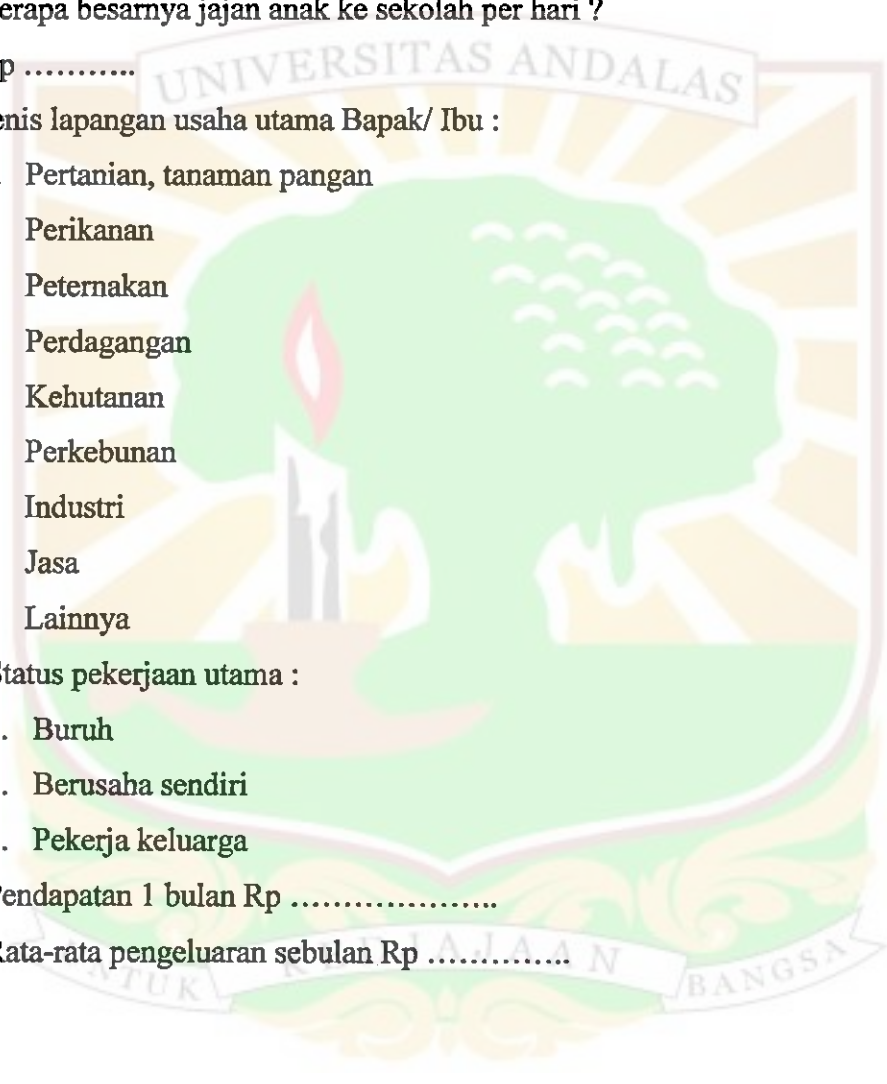 erapa besarnya jajan anak ke sekolah per hari ?
p ...........
UNIVERSITAS ANDALAS
enis lapangan usaha utama Bapak/ Ibu :
Pertanian, tanaman pangan
Perikanan
Peternakan
Perdagangan
Kehutanan
Perkebunan
Industri
Jasa
Lainnya
Status pekerjaan utama :
. Buruh
. Berusaha sendiri
. Pekerja keluarga
Pendapatan 1 bulan Rp ....................
Rata-rata pengeluaran sebulan Rp ..............
UNTUK KEDJAJAAN BANGSA